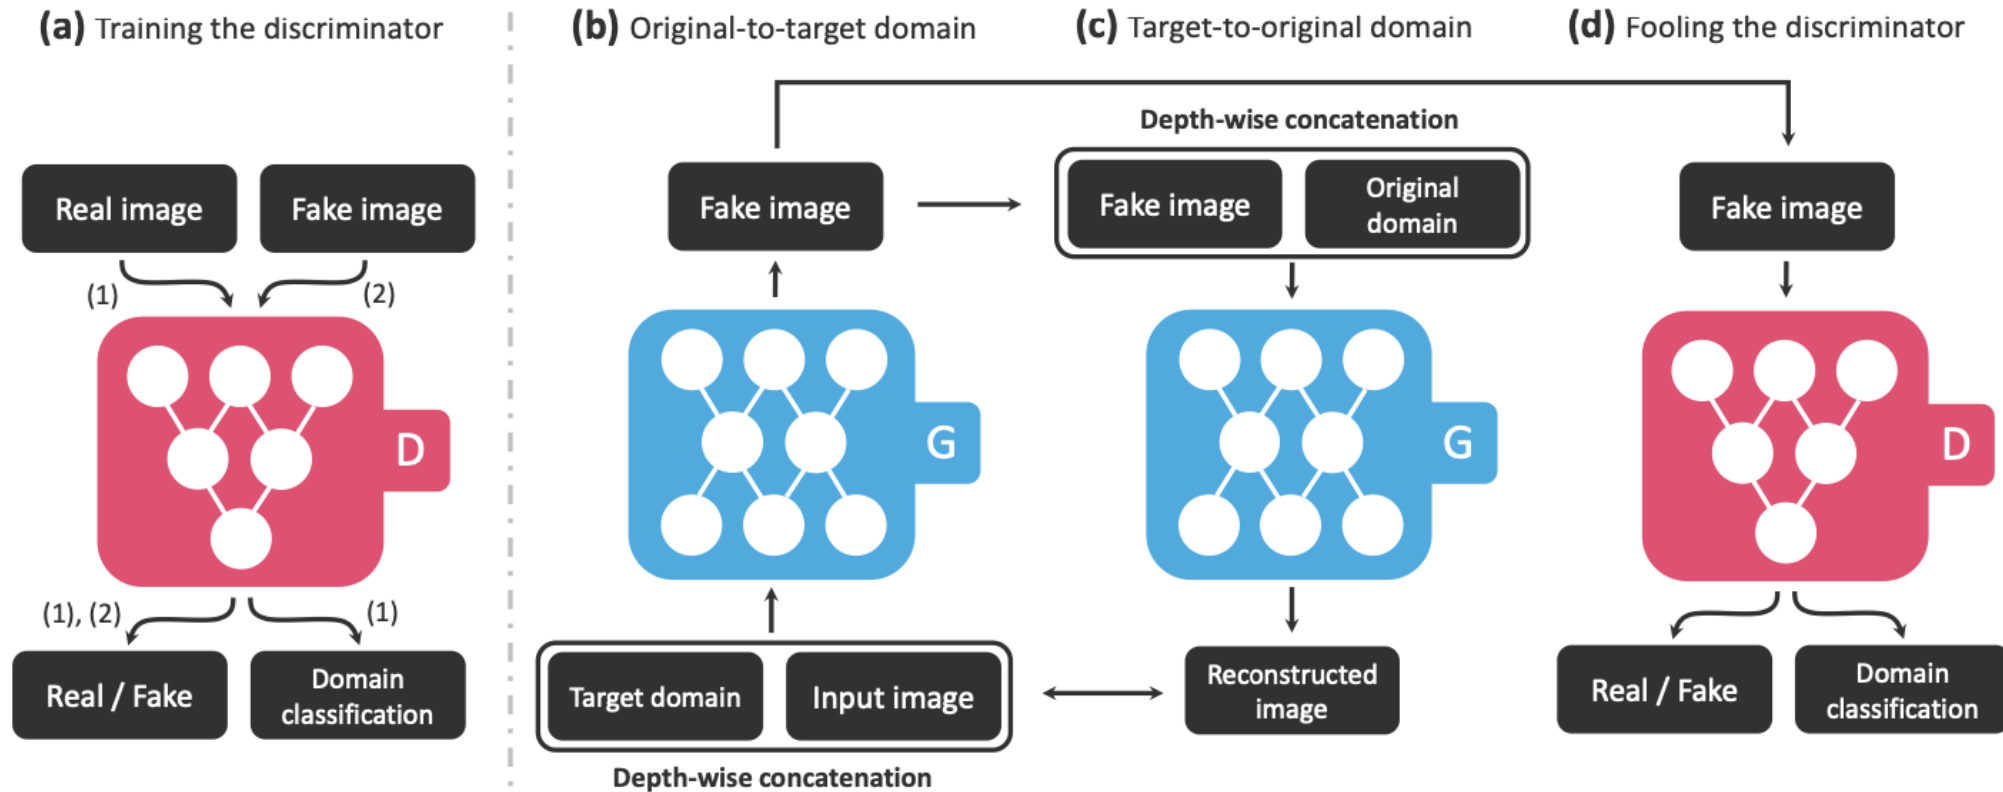 (a) Training the discriminator
(b) Original-to-target domain
(c) Target-to-original domain
(d) Fooling the discriminator
Real image
Fake image
(1)
(2)
D
(1), (2)
(1)
Real / Fake
Domain
classification
Fake image
G
Target domain
Input image
Depth-wise concatenation
Depth-wise concatenation
Fake image
Original
domain
G
Reconstructed
image
Fake image
D
Real / Fake
Domain
classification